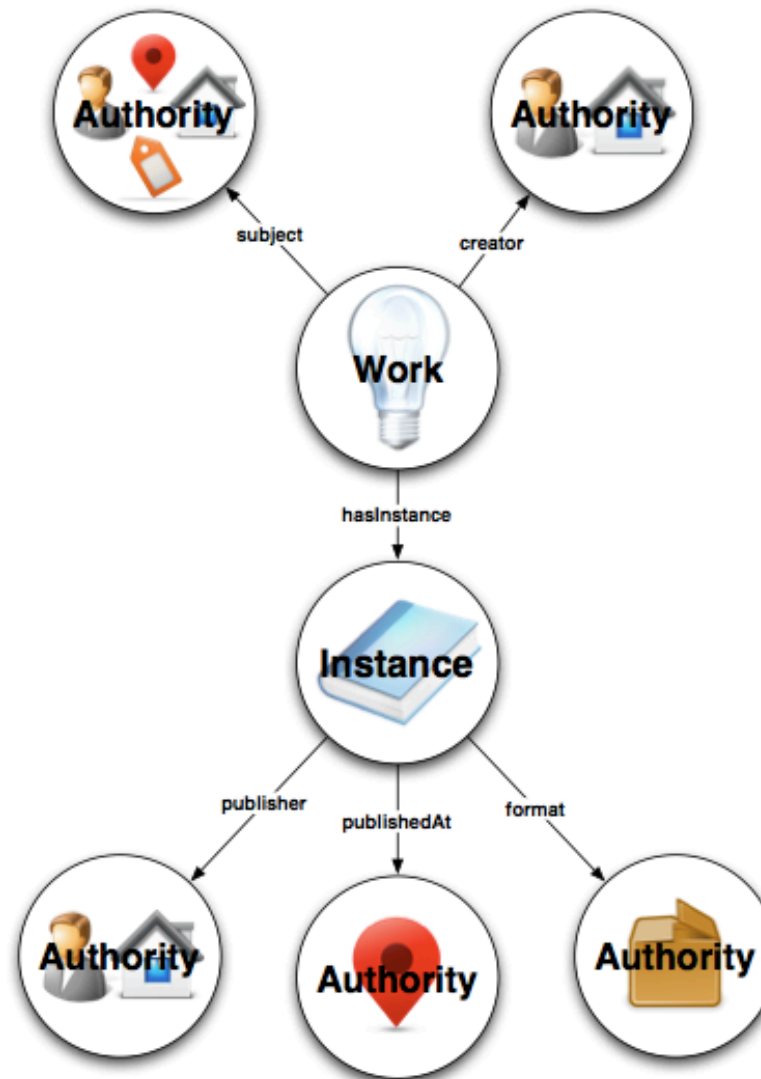 Authority
Authority
subject
creator
Work
hasInstance
Instance
publisher
publishedAt
format
Authority
Authority
Authority